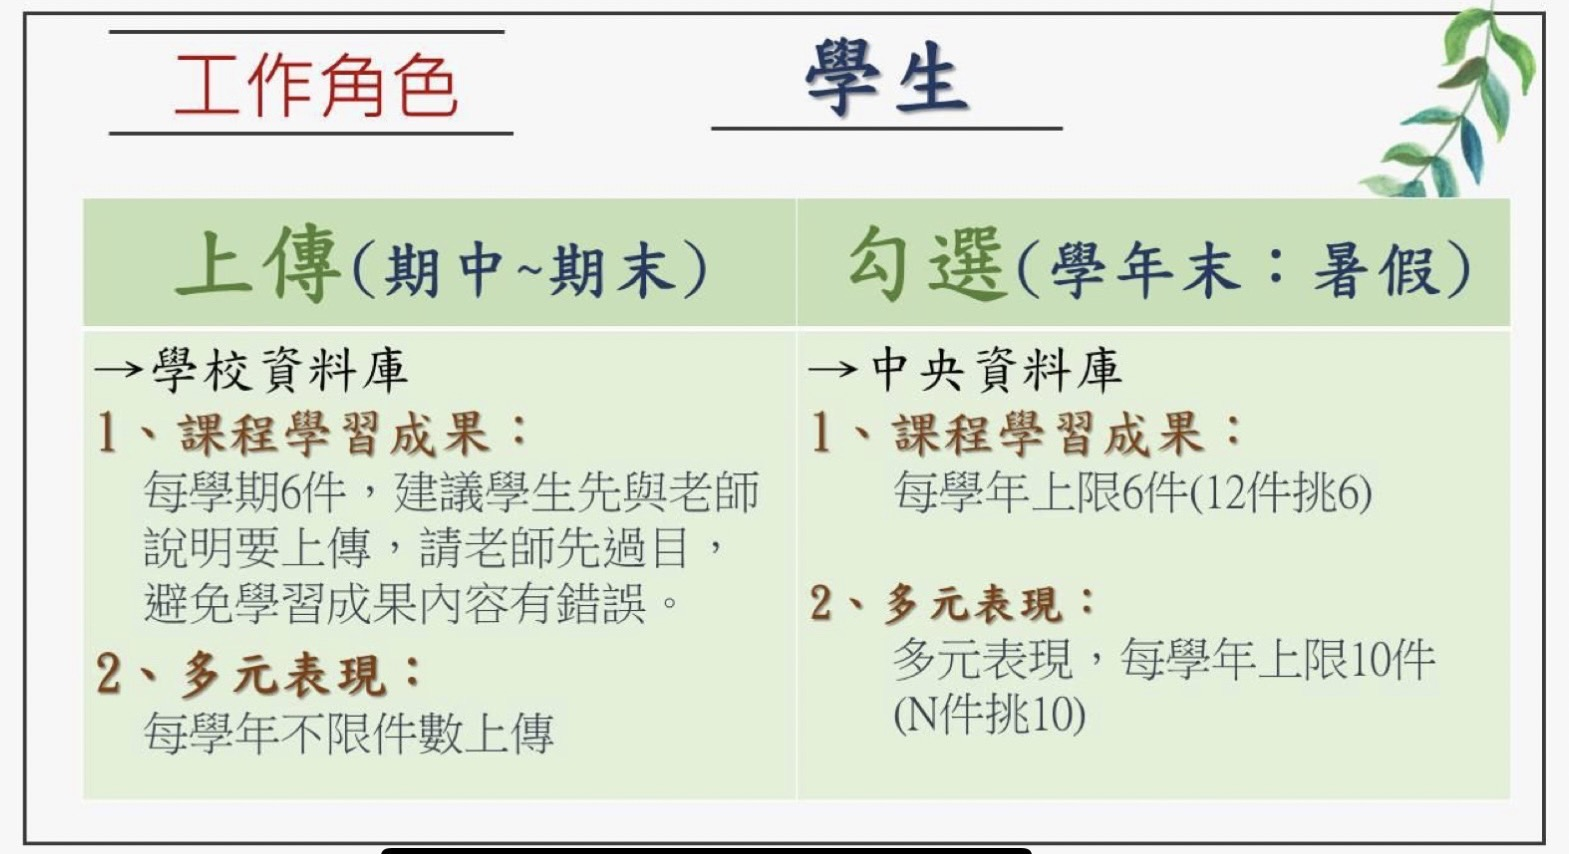 工作角色
學生
上傳(期中~期末)
→學校資料庫
1、課程學習成果：
每學期6件，建議學生先與老師
說明要上傳，請老師先過目，
避免學習成果內容有錯誤。
2、多元表現：
每學年不限件數上傳
勾選(學年末：暑假)
→中央資料庫
1、課程學習成果：
每學年上限6件(12件挑6)
2、多元表現：
多元表現，每學年上限10件
(N件挑10)